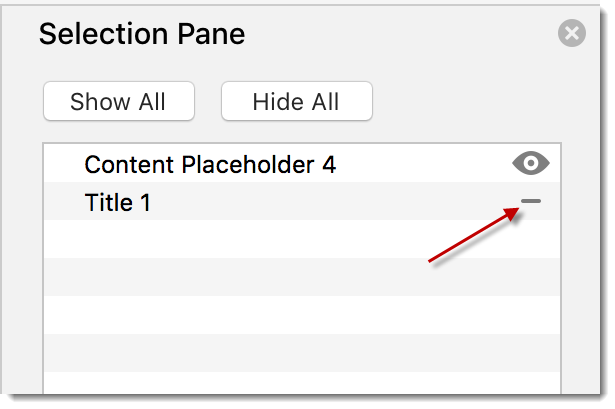 Selection Pane
Show All Hide All
Content Placeholder 4
Title 1